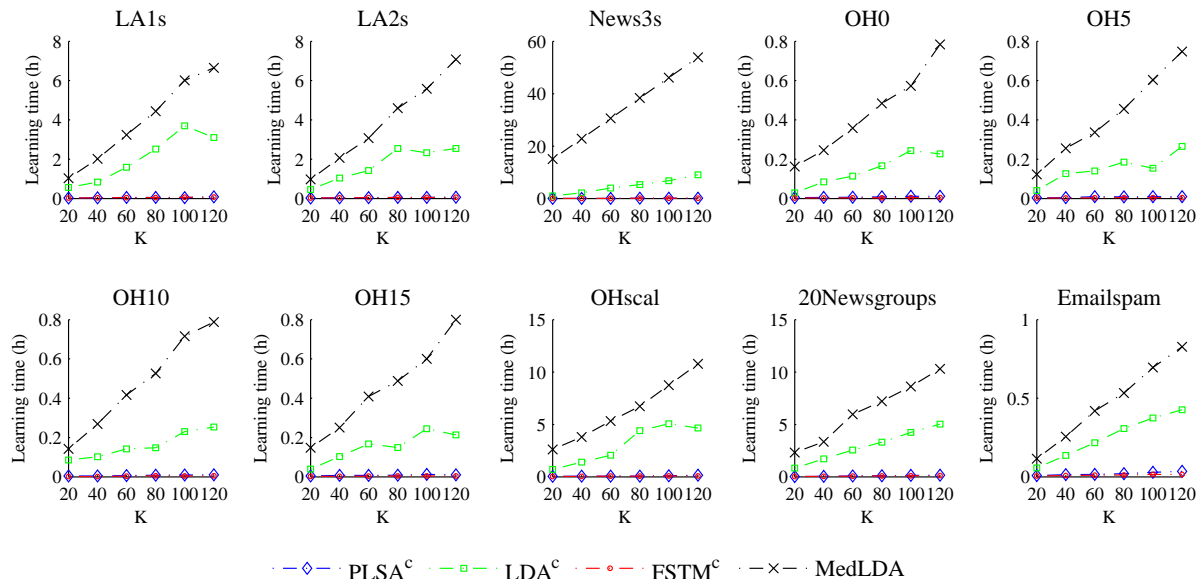 LA1s LA2s News3s OH0 OH5
8 8 60 0.8 0.8
6 6 0.6 0.6
40
4 4 0.4 0.4
20
2 2 0.2 0.2
0 0 0 0 0
Learning time (h) Learning time (h) Learning time (h) Learning time (h) Learning time (h)
20 40 60 80 100 120 20 40 60 80 100 120 20 40 60 80 100 120 20 40 60 80 100 120 20 40 60 80 100 120
K K K K K
OH10 OH15 OHscal 20Newsgroups Emailspam
0.8 0.8 15 15 1
0.6 0.6
10 10
0.4 0.4 0.5
5 5
0.2 0.2
0 0 0 0 0
Learning time (h) Learning time (h) Learning time (h) Learning time (h) Learning time (h)
20 40 60 80 100 120 20 40 60 80 100 120 20 40 60 80 100 120 20 40 60 80 100 120 20 40 60 80 100 120
K K K K K
PLSA^c LDA^c FSTM^c MedLDA